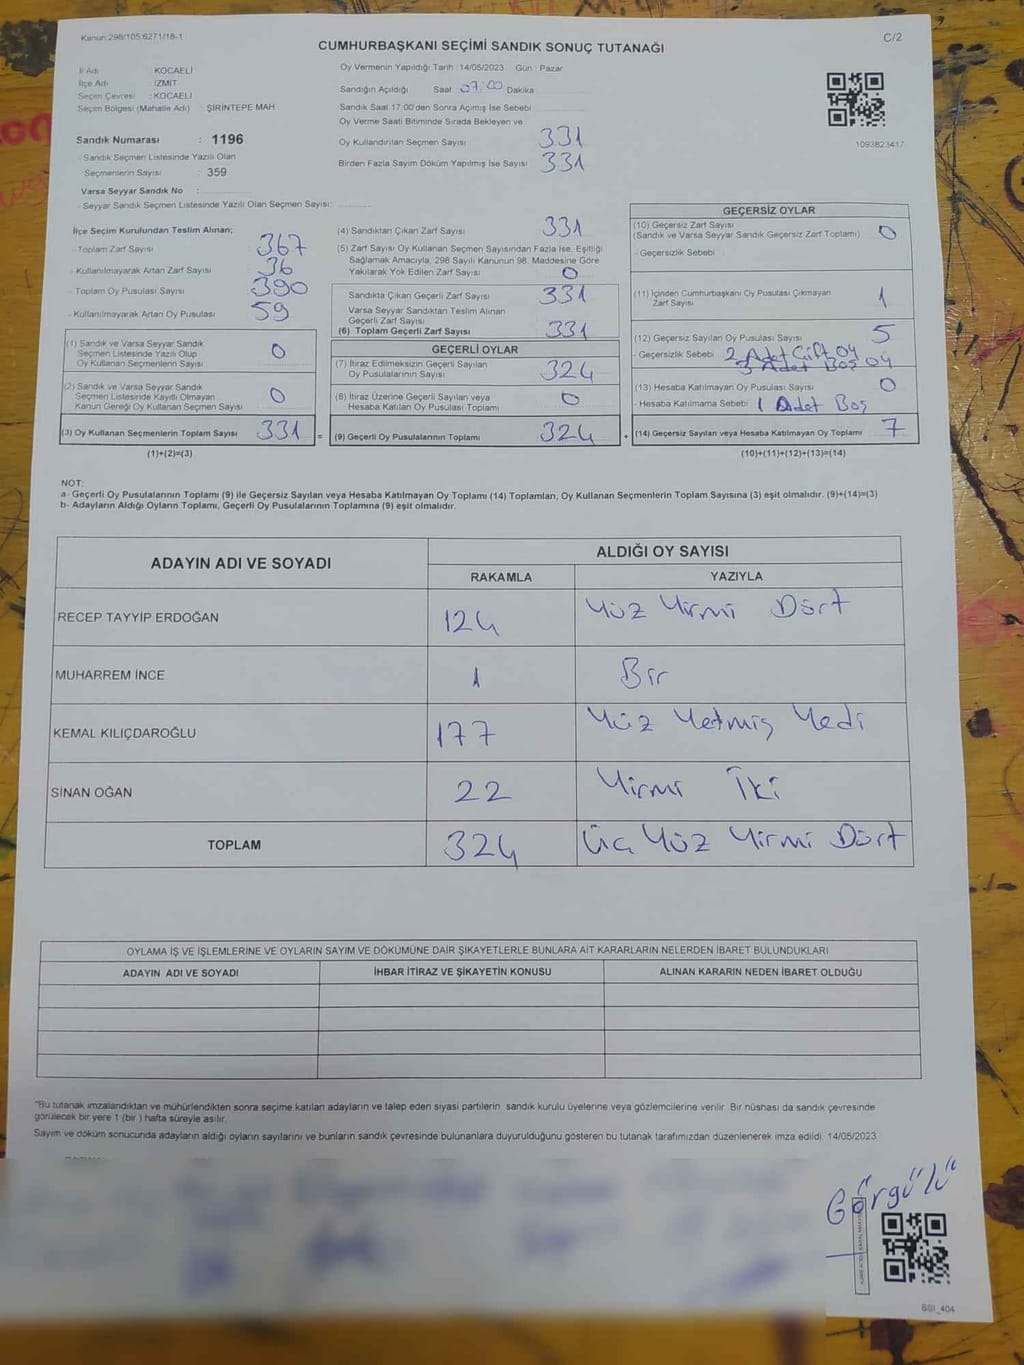 Kanun:298/105;6271/18-1
C/2
CUMHURBAŞKANI SEÇİMİ SANDIK SONUÇ TUTANAĞI
İl Adı : KOCAELİ
İlçe Adı : İZMİT
Seçim Çevresi : KOCAELİ
Seçim Bölgesi (Mahalle Adı) : ŞİRİNTEPE MAH
Sandık Numarası : 1196
Sandık Seçmen Listesinde Yazılı Olan
Seçmenlerin Sayısı : 359
Varsa Seyyar Sandık No :
Seyyar Sandık Seçmen Listesinde Yazılı Olan Seçmen Sayısı:
Oy Vermenin Yapıldığı Tarih : 14/05/2023 Gün : Pazar
Sandığın Açıldığı Saat 07:00 Dakika
Sandık Saat 17:00'den Sonra Açımış İse Sebebi
Oy Verme Saati Bitiminde Sırada Bekleyen ve
Oy Kullandırılan Seçmen Sayısı 331
Birden Fazla Sayım Döküm Yapılmış İse Sayısı 331
1093823417
İlçe Seçim Kurulundan Teslim Alınan;
- Toplam Zarf Sayısı 367
- Kullanılmayarak Artan Zarf Sayısı 36
- Toplam Oy Pusulası Sayısı 390
- Kullanılmayarak Artan Oy Pusulası 59
(1) Sandık ve Varsa Seyyar Sandık
Seçmen Listesinde Yazılı Olup
Oy Kullanan Seçmenlerin Sayısı 0
(2) Sandık ve Varsa Seyyar Sandık
Seçmen Listesinde Kayıtlı Olmayan
Kanun Gereği Oy Kullanan Seçmen Sayısı 0
(3) Oy Kullanan Seçmenlerin Toplam Sayısı 331 =
(1)+(2)=(3)
(4) Sandıktan Çıkan Zarf Sayısı 331
(5) Zarf Sayısı Oy Kullanan Seçmen Sayısından Fazla İse, Eşitliği
Sağlamak Amacıyla; 298 Sayılı Kanunun 98. Maddesine Göre
Yakılarak Yok Edilen Zarf Sayısı 0
Sandıkta Çıkan Geçerli Zarf Sayısı 331
Varsa Seyyar Sandıktan Teslim Alınan
Geçerli Zarf Sayısı
(6) Toplam Geçerli Zarf Sayısı 331
GEÇERLİ OYLAR
(7) İtiraz Edilmeksizin Geçerli Sayılan
Oy Pusulalarının Sayısı 324
(8) İtiraz Üzerine Geçerli Sayılan veya
Hesaba Katılan Oy Pusulası Toplamı 0
(9) Geçerli Oy Pusulalarının Toplamı 324 +
GEÇERSİZ OYLAR
(10) Geçersiz Zarf Sayısı
(Sandık ve Varsa Seyyar Sandık Geçersiz Zarf Toplamı) 0
- Geçersizlik Sebebi
(11) İçinden Cumhurbaşkanı Oy Pusulası Çıkmayan
Zarf Sayısı 1
(12) Geçersiz Sayılan Oy Pusulası Sayısı 5
- Geçersizlik Sebebi 2 Adet Çift Oy
3 Adet Boş Oy
(13) Hesaba Katılmayan Oy Pusulası Sayısı 0
- Hesaba Katılmama Sebebi 1 Adet Boş
(14) Geçersiz Sayılan veya Hesaba Katılmayan Oy Toplamı 7
(10)+(11)+(12)+(13)=(14)
NOT:
a- Geçerli Oy Pusulalarının Toplamı (9) ile Geçersiz Sayılan veya Hesaba Katılmayan Oy Toplamı (14) Toplamları, Oy Kullanan Seçmenlerin Toplam Sayısına (3) eşit olmalıdır. (9)+(14)=(3)
b- Adayların Aldığı Oyların Toplamı, Geçerli Oy Pusulalarının Toplamına (9) eşit olmalıdır.
ADAYIN ADI VE SOYADI
ALDIĞI OY SAYISI
RAKAMLA YAZIYLA
RECEP TAYYİP ERDOĞAN 124 Yüz Yirmi Dört
MUHARREM İNCE 1 Bir
KEMAL KILIÇDAROĞLU 177 Yüz Yetmiş Yedi
SİNAN OĞAN 22 Yirmi İki
TOPLAM 324 Üç Yüz Yirmi Dört
OYLAMA İŞ VE İŞLEMLERİNE VE OYLARIN SAYIM VE DÖKÜMÜNE DAİR ŞİKAYETLERLE BUNLARA AİT KARARLARIN NELERDEN İBARET BULUNDUKLARI
ADAYIN ADI VE SOYADI İHBAR İTİRAZ VE ŞİKAYETİN KONUSU ALINAN KARARIN NEDEN İBARET OLDUĞU
"Bu tutanak imzalandıktan ve mühürlendikten sonra seçime katılan adayların ve talep eden siyasi partilerin sandık kurulu üyelerine veya gözlemcilerine verilir. Bir nüshası da sandık çevresinde
görülecek bir yere 1 (bir ) hafta süreyle asılır.
Sayım ve döküm sonucunda adayların aldığı oyların sayılarını ve bunların sandık çevresinde bulunanlara duyurulduğunu gösteren bu tutanak tarafımızdan düzenlenerek imza edildi. 14/05/2023
Görgülü
SSI_404